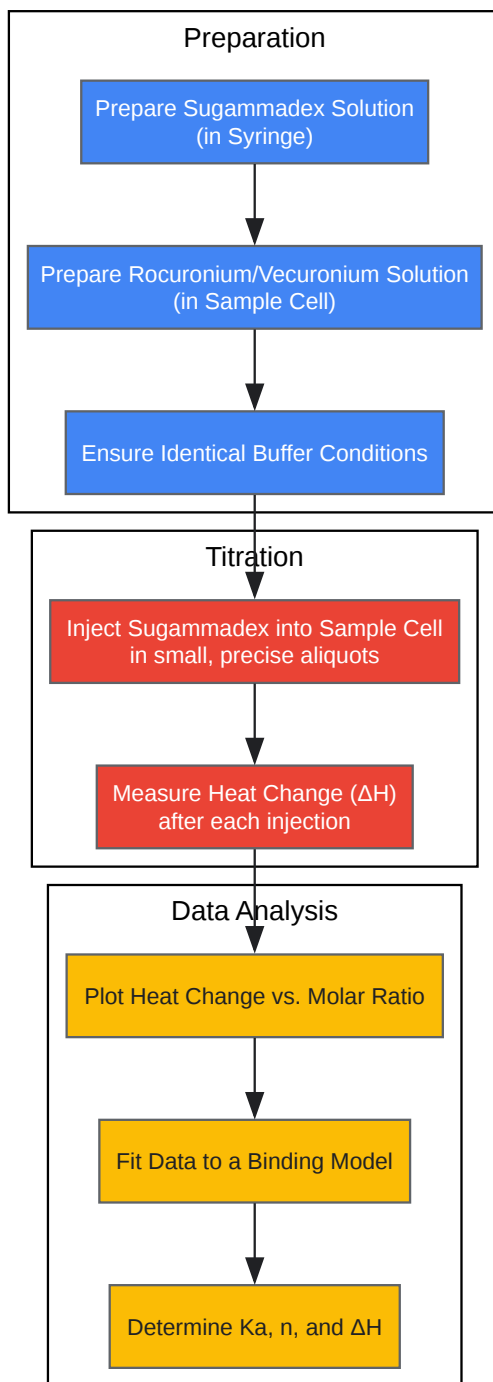 Preparation
Prepare Sugammadex Solution
(in Syringe)
Prepare Rocuronium/Vecuronium Solution
(in Sample Cell)
Ensure Identical Buffer Conditions
Titration
Inject Sugammadex into Sample Cell
in small, precise aliquots
Measure Heat Change (ΔH)
after each injection
Data Analysis
Plot Heat Change vs. Molar Ratio
Fit Data to a Binding Model
Determine Ka, n, and ΔH